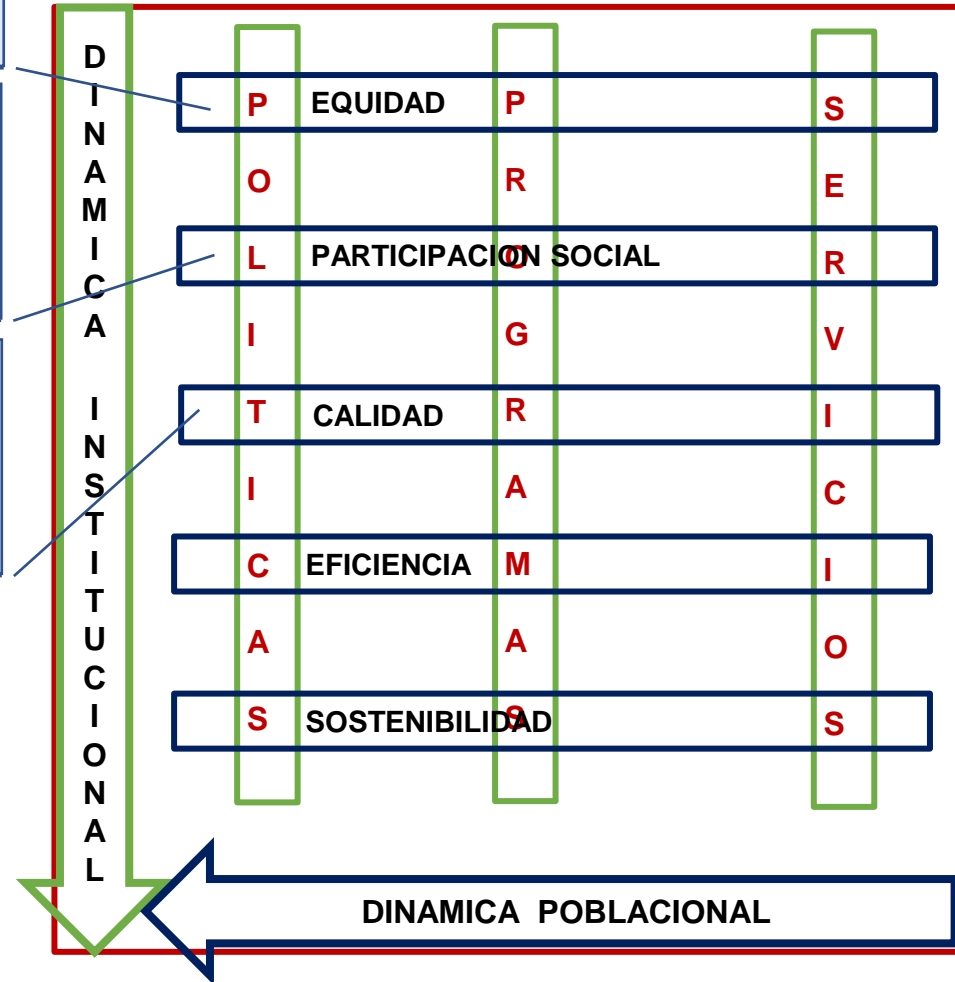 DINAMICA INSTITUCIONAL
POLITICAS
PROGRAMAS
SERVICIOS
EQUIDAD
PARTICIPACION SOCIAL
CALIDAD
EFICIENCIA
SOSTENIBILIDAD
DINAMICA POBLACIONAL